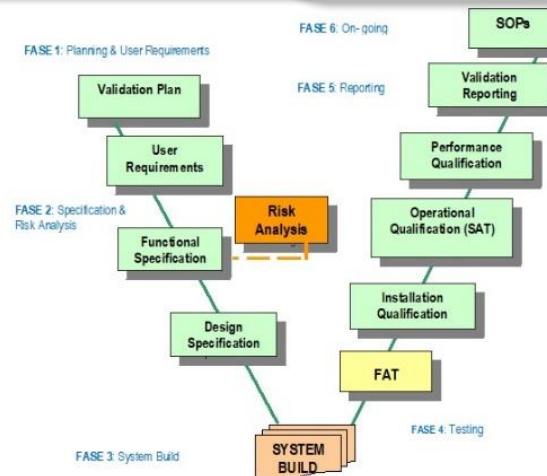 FASE 6: On- going
SOPs
FASE 1: Planning & User Requirements
FASE 5: Reporting
Validation
Reporting
Validation Plan
User
Requirements
Performance
Qualification
FASE 2: Specification &
Risk Analysis
Risk
Analysis
Operational
Qualification (SAT)
Functional
Specification
Installation
Qualification
Design
Specification
FAT
FASE 4: Testing
FASE 3: System Build
SYSTEM
BUILD